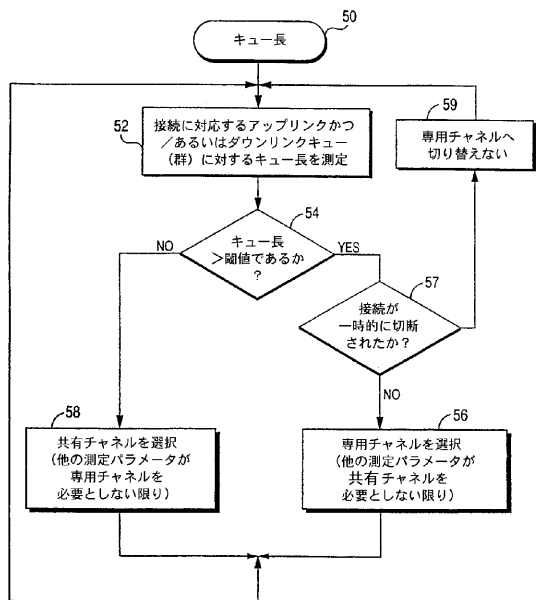 50
キュー長
52
接続に対応するアップリンクかつ
/あるいはダウンリンクキュー
(群)に対するキュー長を測定
59
専用チャネルへ
切り替えない
54
キュー長
>閾値であるか
?
NO
YES
57
接続が
一時的に切断
されたか?
NO
58
共有チャネルを選択
(他の測定パラメータが
専用チャネルを
必要としない限り)
56
専用チャネルを選択
(他の測定パラメータが
共有チャネルを
必要としない限り)